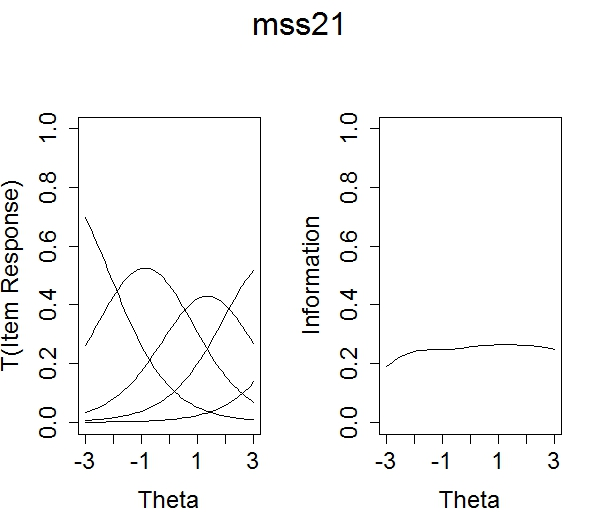 mss21
T(Item Response)
0.0 0.2 0.4 0.6 0.8 1.0
-3 -1 1 3
Theta
Information
0.0 0.2 0.4 0.6 0.8 1.0
-3 -1 1 3
Theta